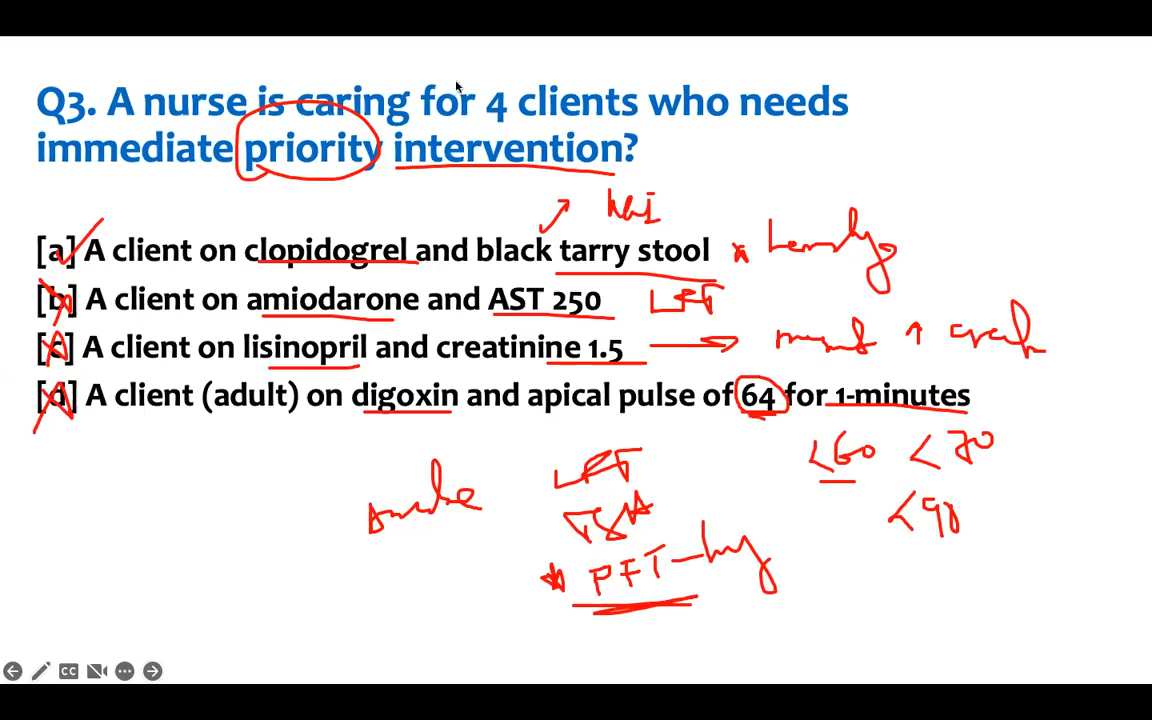 Q3. A nurse is caring for 4 clients who needs
immediate priority intervention?
[a] A client on clopidogrel and black tarry stool
[b] A client on amiodarone and AST 250
LFT
[c] A client on lisinopril and creatinine 1.5
[d] A client (adult) on digoxin and apical pulse of 64 for 1-minutes
<60 <70
<90
LFT
PFT
CC